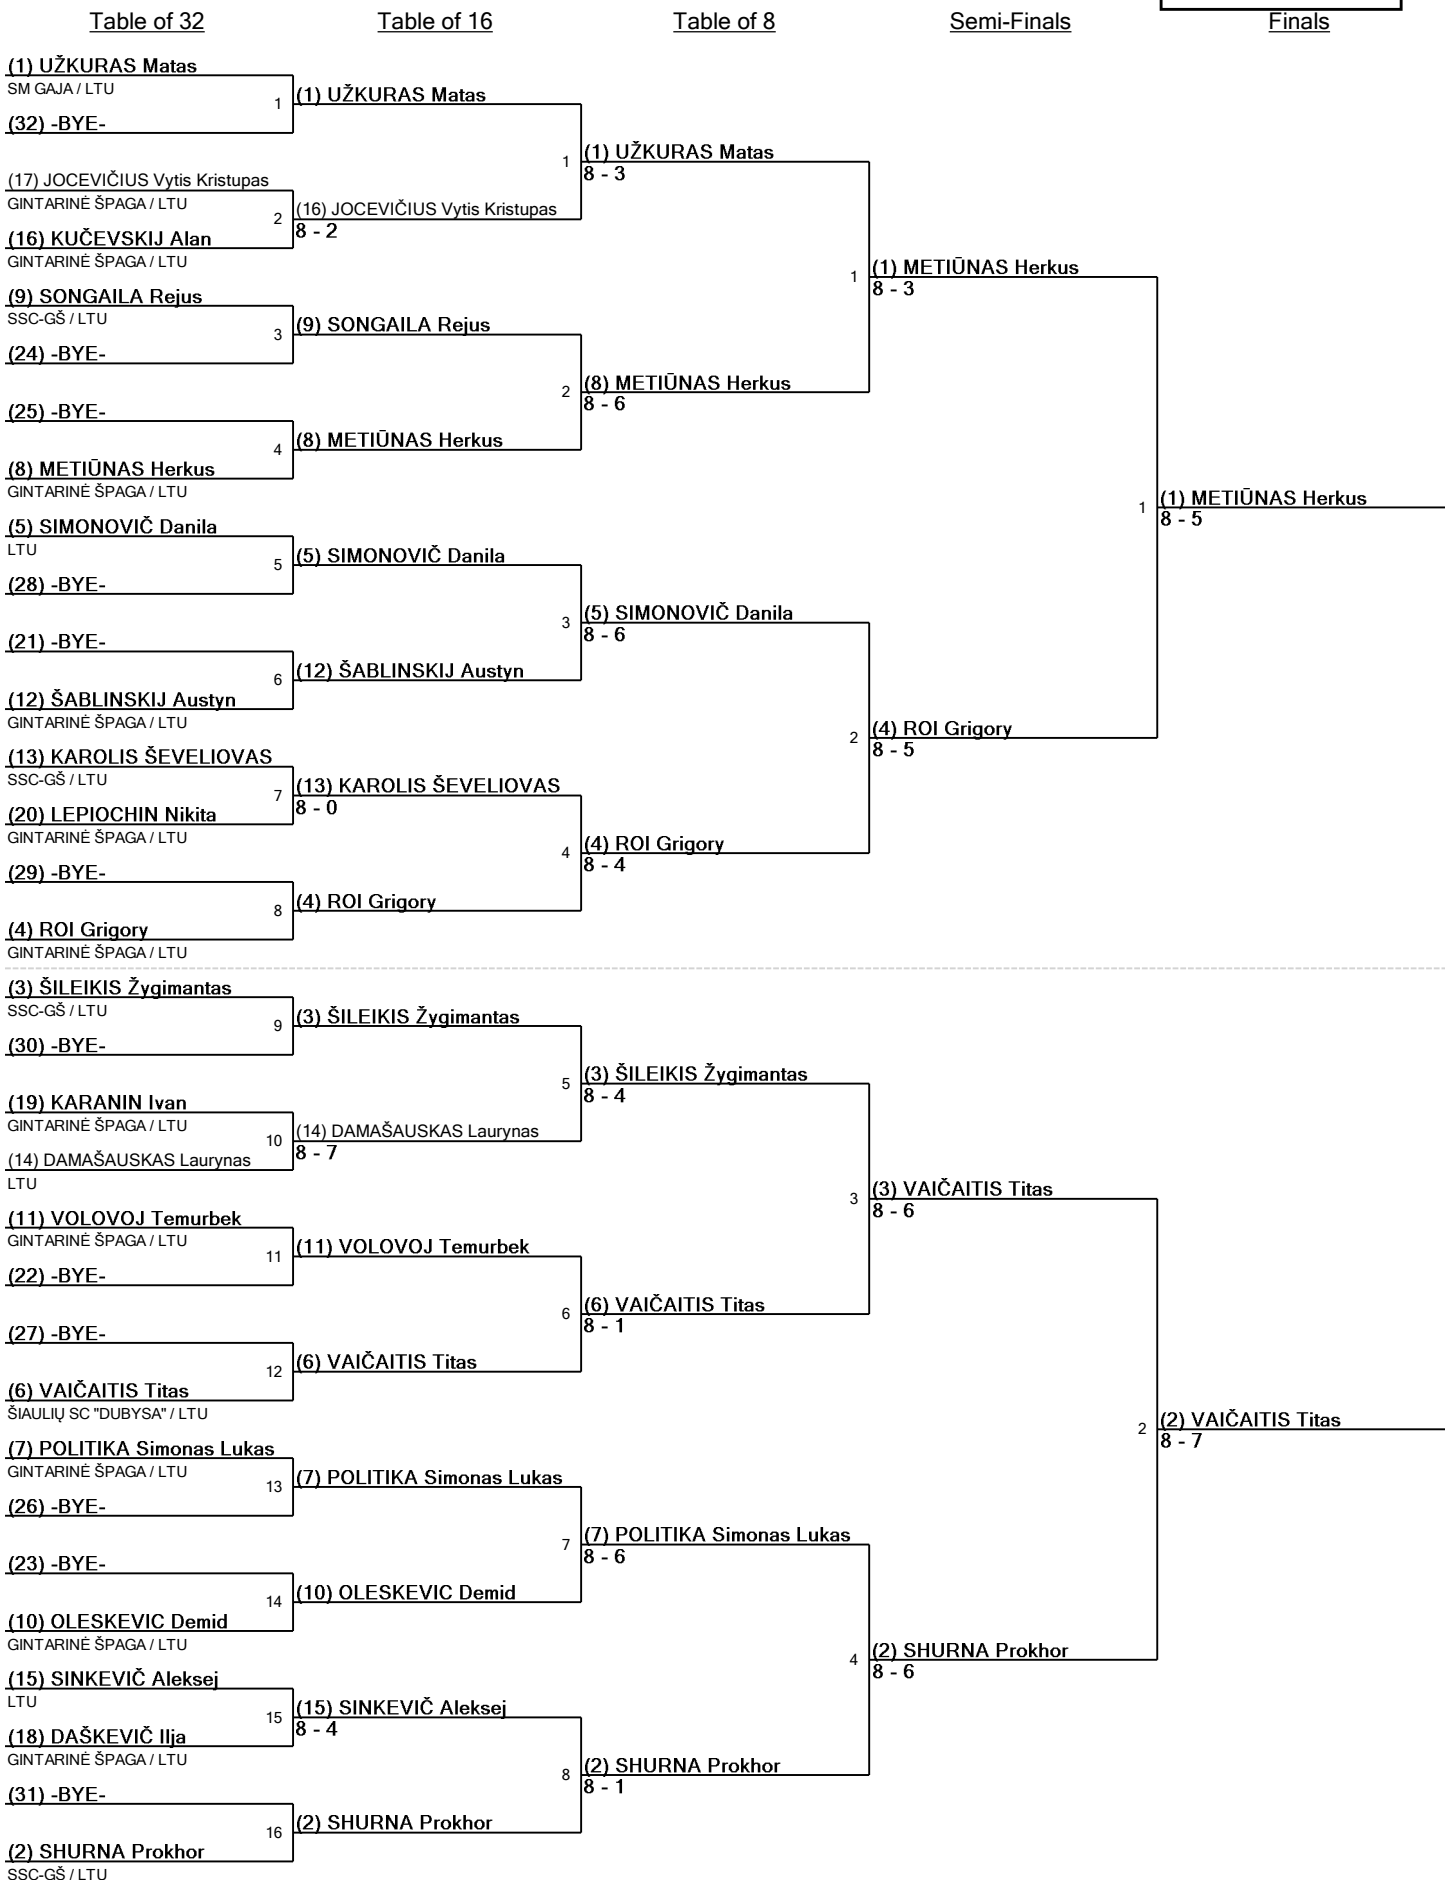 Table of 32
Table of 16
Table of 8
Semi-Finals
Finals
(1) UŽKURAS Matas
SM GAJA / LTU
1
(32) -BYE-
(17) JOCEVIČIUS Vytis Kristupas
GINTARINĖ ŠPAGA / LTU
2
(16) KUČEVSKIJ Alan
GINTARINĖ ŠPAGA / LTU
(9) SONGAILA Rejus
SSC-GŠ / LTU
3
(24) -BYE-
(25) -BYE-
4
(8) METIŪNAS Herkus
GINTARINĖ ŠPAGA / LTU
(5) SIMONOVIČ Danila
LTU
5
(28) -BYE-
(21) -BYE-
6
(12) ŠABLINSKIJ Austyn
GINTARINĖ ŠPAGA / LTU
(13) KAROLIS ŠEVELIOVAS
SSC-GŠ / LTU
7
(20) LEPIOCHIN Nikita
GINTARINĖ ŠPAGA / LTU
(29) -BYE-
8
(4) ROI Grigory
GINTARINĖ ŠPAGA / LTU
(3) ŠILEIKIS Žygimantas
SSC-GŠ / LTU
9
(30) -BYE-
(19) KARANIN Ivan
GINTARINĖ ŠPAGA / LTU
10
(14) DAMAŠAUSKAS Laurynas
LTU
(11) VOLOVOJ Temurbek
GINTARINĖ ŠPAGA / LTU
11
(22) -BYE-
(27) -BYE-
12
(6) VAIČAITIS Titas
ŠIAULIŲ SC "DUBYSA" / LTU
(7) POLITIKA Simonas Lukas
GINTARINĖ ŠPAGA / LTU
13
(26) -BYE-
(23) -BYE-
14
(10) OLESKEVIC Demid
GINTARINĖ ŠPAGA / LTU
(15) SINKEVIČ Aleksej
LTU
15
(18) DAŠKEVIČ Ilja
GINTARINĖ ŠPAGA / LTU
(31) -BYE-
16
(2) SHURNA Prokhor
SSC-GŠ / LTU
(1) UŽKURAS Matas
1
(16) JOCEVIČIUS Vytis Kristupas
8 - 2
(9) SONGAILA Rejus
2
(8) METIŪNAS Herkus
(5) SIMONOVIČ Danila
3
(12) ŠABLINSKIJ Austyn
(13) KAROLIS ŠEVELIOVAS
8 - 0
4
(4) ROI Grigory
(3) ŠILEIKIS Žygimantas
5
(14) DAMAŠAUSKAS Laurynas
8 - 7
(11) VOLOVOJ Temurbek
6
(6) VAIČAITIS Titas
(7) POLITIKA Simonas Lukas
7
(10) OLESKEVIC Demid
(15) SINKEVIČ Aleksej
8 - 4
8
(2) SHURNA Prokhor
(1) UŽKURAS Matas
8 - 3
1
(8) METIŪNAS Herkus
8 - 6
(5) SIMONOVIČ Danila
8 - 6
2
(4) ROI Grigory
8 - 4
(3) ŠILEIKIS Žygimantas
8 - 4
3
(6) VAIČAITIS Titas
8 - 1
(7) POLITIKA Simonas Lukas
8 - 6
4
(2) SHURNA Prokhor
8 - 1
(1) METIŪNAS Herkus
8 - 3
1
(4) ROI Grigory
8 - 5
(3) VAIČAITIS Titas
8 - 6
2
(2) SHURNA Prokhor
8 - 6
(1) METIŪNAS Herkus
8 - 5
(2) VAIČAITIS Titas
8 - 7